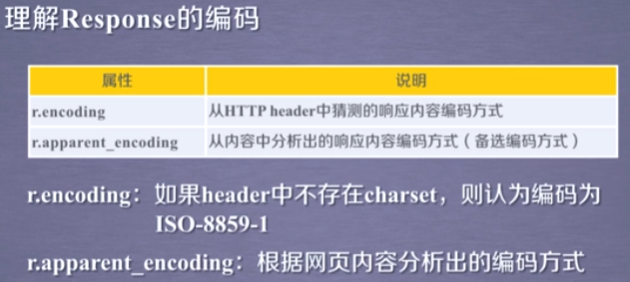 理解Response的编码
属性 说明
r.encoding 从HTTP header中猜测的响应内容编码方式
r.apparent_encoding 从内容中分析出的响应内容编码方式（备选编码方式）
r.encoding：如果header中不存在charset，则认为编码为
ISO-8859-1
r.apparent_encoding：根据网页内容分析出的编码方式